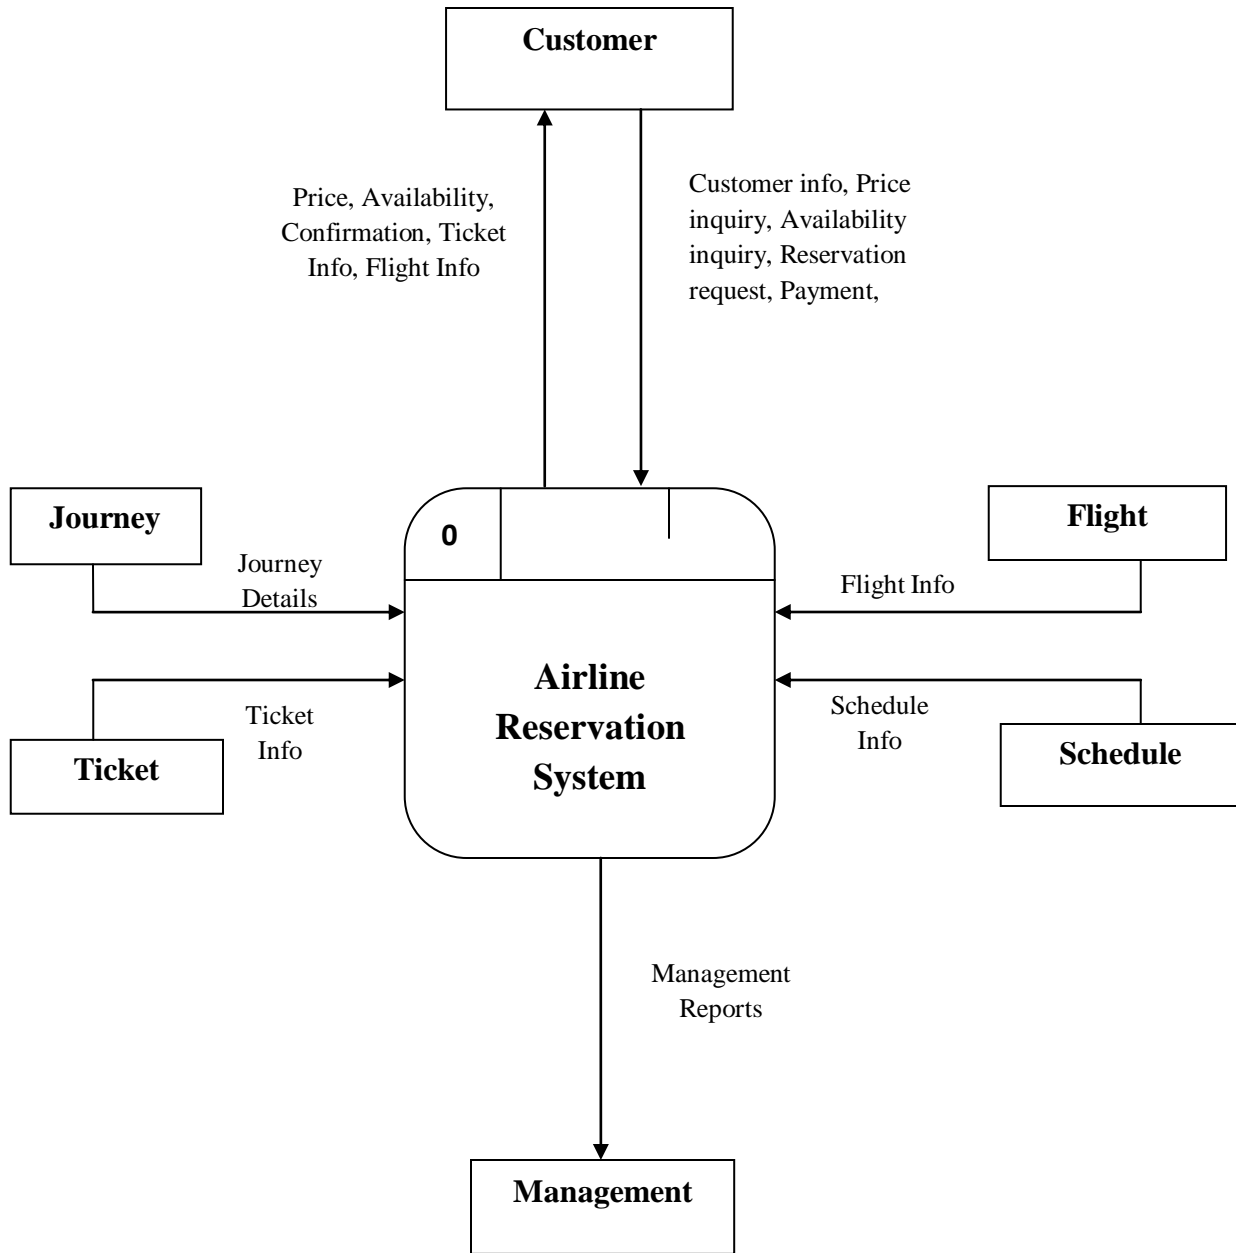 Customer
Price, Availability,
Confirmation, Ticket
Info, Flight Info
Customer info, Price
inquiry, Availability
inquiry, Reservation
request, Payment,
Journey
Journey
Details
0
Flight
Flight Info
Airline
Reservation
System
Ticket
Info
Ticket
Schedule
Info
Schedule
Management
Reports
Management